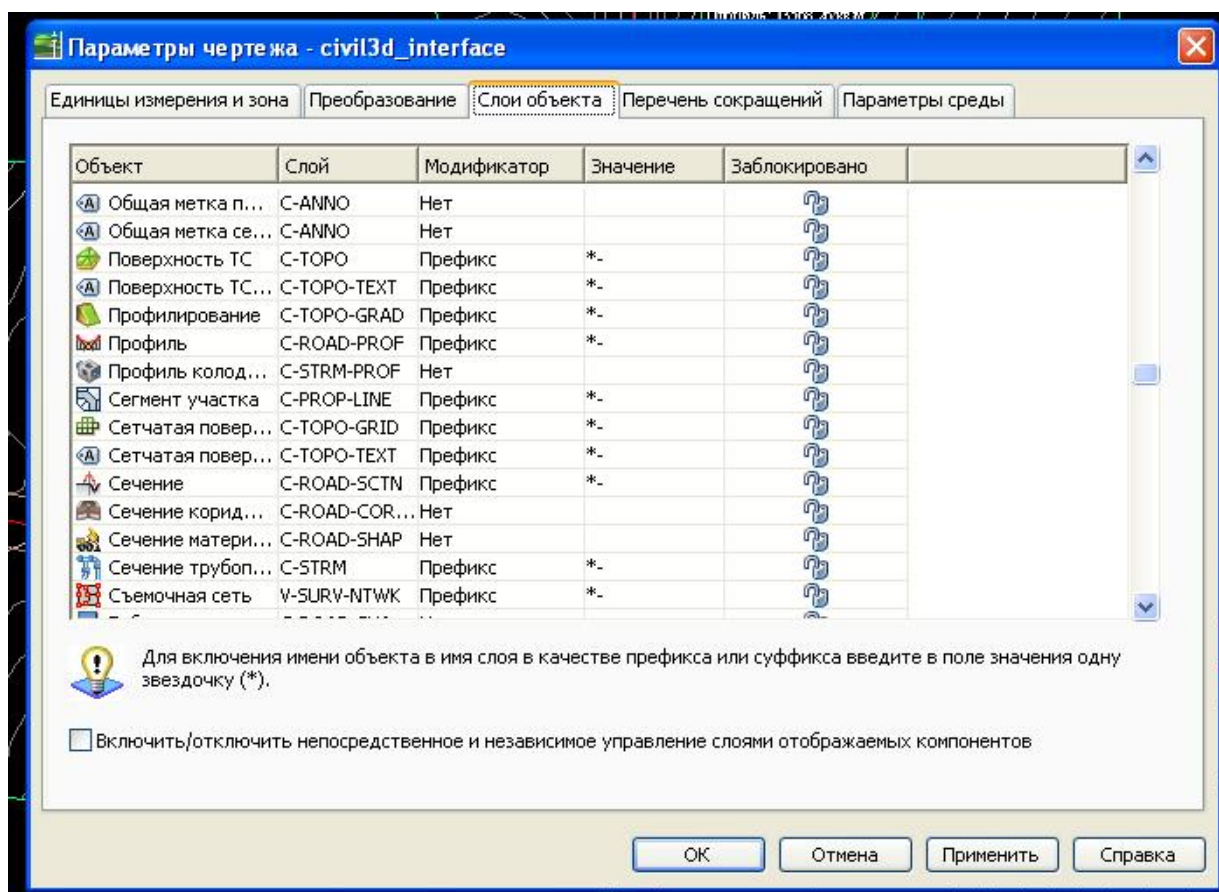 Параметры чертежа - civil3d_interface
Единицы измерения и зона Преобразование Слои объекта Перечень сокращений Параметры среды
Объект Слой Модификатор Значение Заблокировано
Общая метка п... C-ANNO Нет
Общая метка се... C-ANNO Нет
Поверхность ТС C-TOPO Префикс *-
Поверхность ТС... C-TOPO-TEXT Префикс *-
Профилирование C-TOPO-GRAD Префикс *-
Профиль C-ROAD-PROF Префикс *-
Профиль колод... C-STRM-PROF Нет
Сегмент участка C-PROP-LINE Префикс *-
Сетчатая повер... C-TOPO-GRID Префикс *-
Сетчатая повер... C-TOPO-TEXT Префикс *-
Сечение C-ROAD-SCTN Префикс *-
Сечение корид... C-ROAD-COR... Нет
Сечение матери... C-ROAD-SHAP Нет
Сечение трубоп... C-STRM Префикс *-
Съемочная сеть V-SURV-NTWK Префикс *-
Для включения имени объекта в имя слоя в качестве префикса или суффикса введите в поле значения одну
звездочку (*).
Включить/отключить непосредственное и независимое управление слоями отображаемых компонентов
ОК Отмена Применить Справка